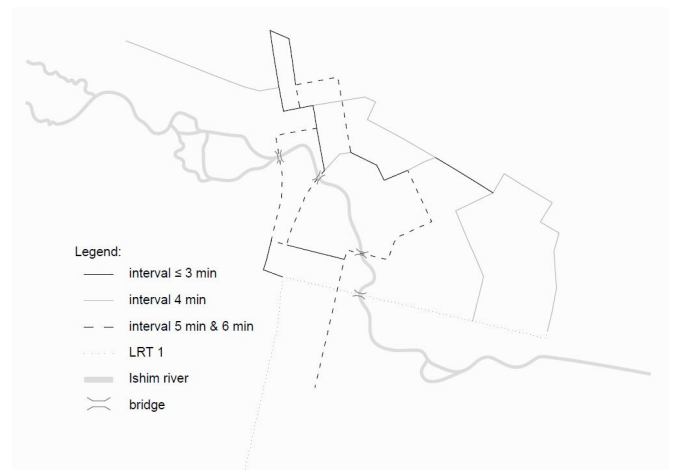 Legend:
interval ≤ 3 min
interval 4 min
interval 5 min & 6 min
LRT 1
Ishim river
bridge